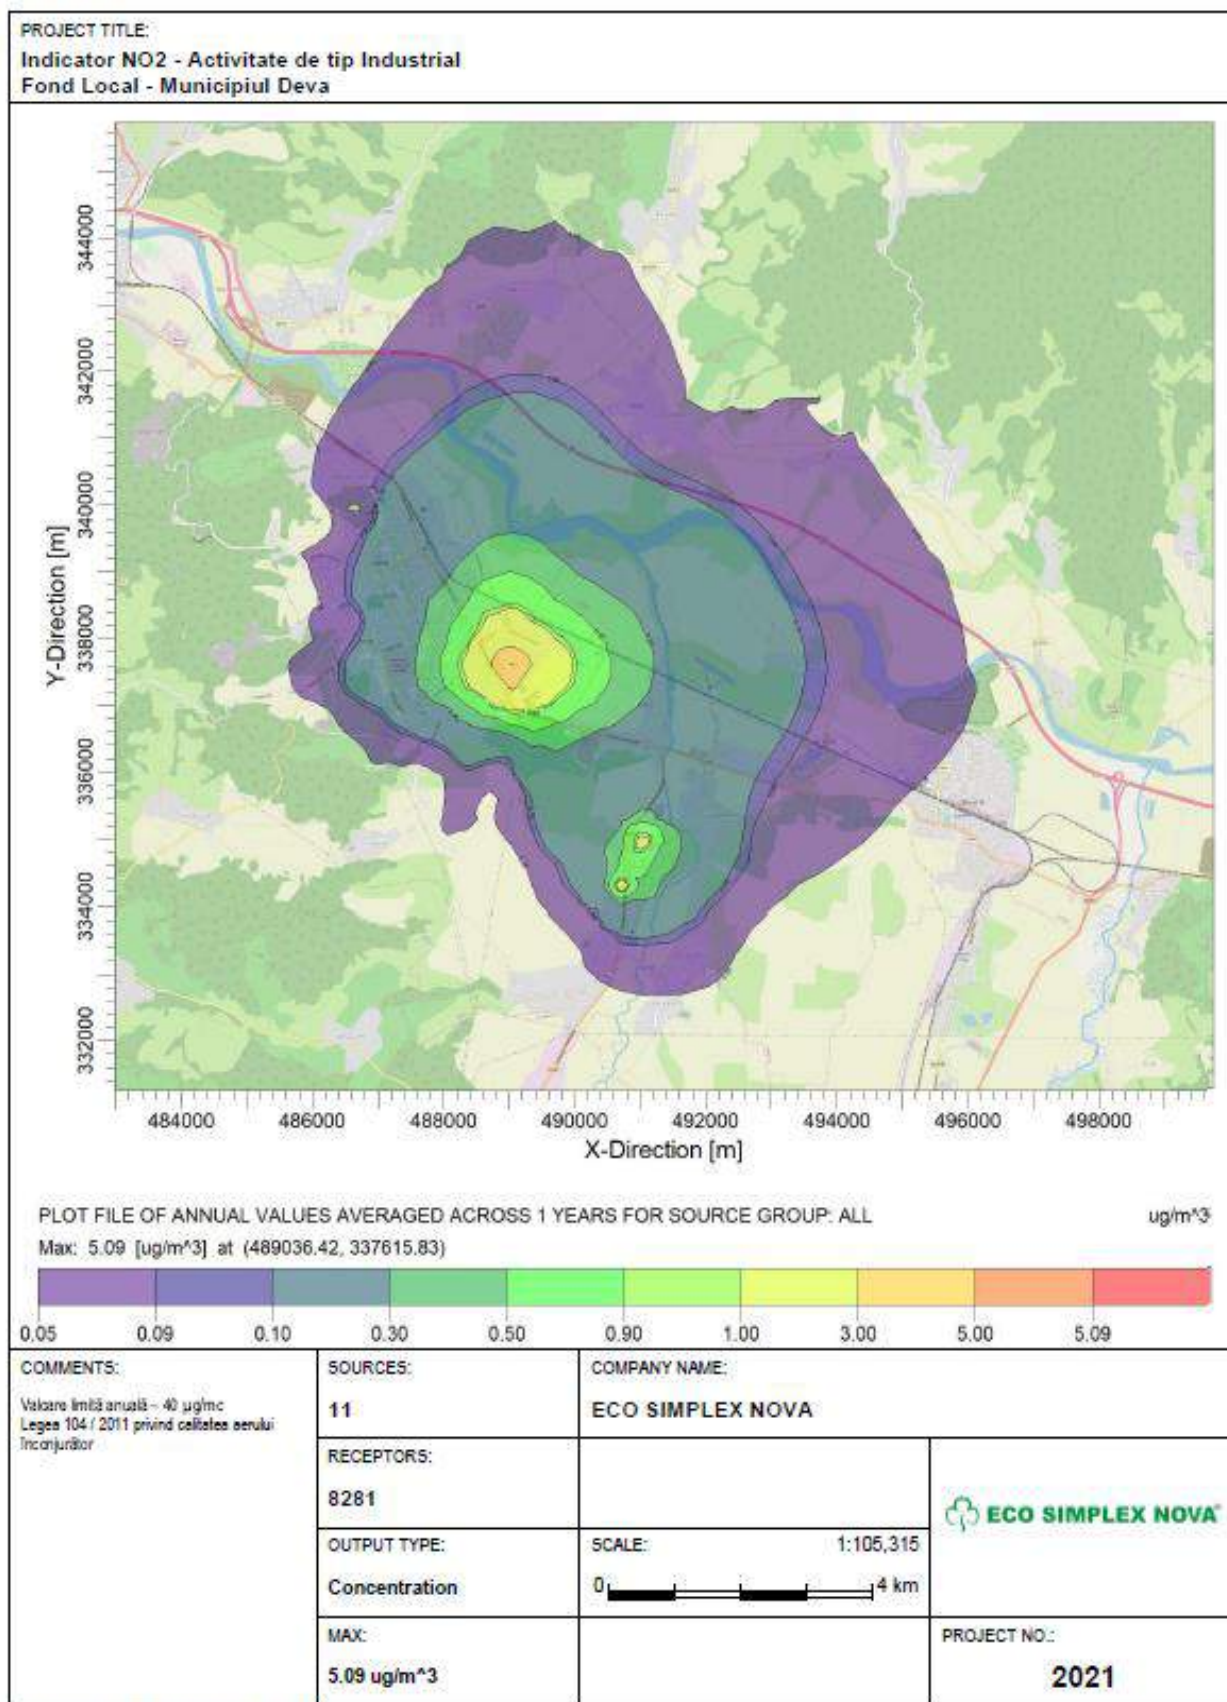 PROJECT TITLE:
Indicator NO2 - Activitate de tip Industrial
Fond Local - Municipiul Deva
Y-Direction [m]
344000
342000
340000
338000
336000
334000
332000
484000 486000 488000 490000 492000 494000 496000 498000
X-Direction [m]
PLOT FILE OF ANNUAL VALUES AVERAGED ACROSS 1 YEARS FOR SOURCE GROUP: ALL ug/m^3
Max: 5.09 [ug/m^3] at (489036.42, 337615.83)
0.05 0.09 0.10 0.30 0.50 0.90 1.00 3.00 5.00 5.09
COMMENTS:
Valoare limită anuală – 40 µg/mc
Legea 104 / 2011 privind calitatea aerului
înconjurător
SOURCES:
11
COMPANY NAME:
ECO SIMPLEX NOVA
RECEPTORS:
8281
ECO SIMPLEX NOVA®
OUTPUT TYPE:
Concentration
SCALE: 1:105,315
0 4 km
MAX:
5.09 ug/m^3
PROJECT NO.:
2021